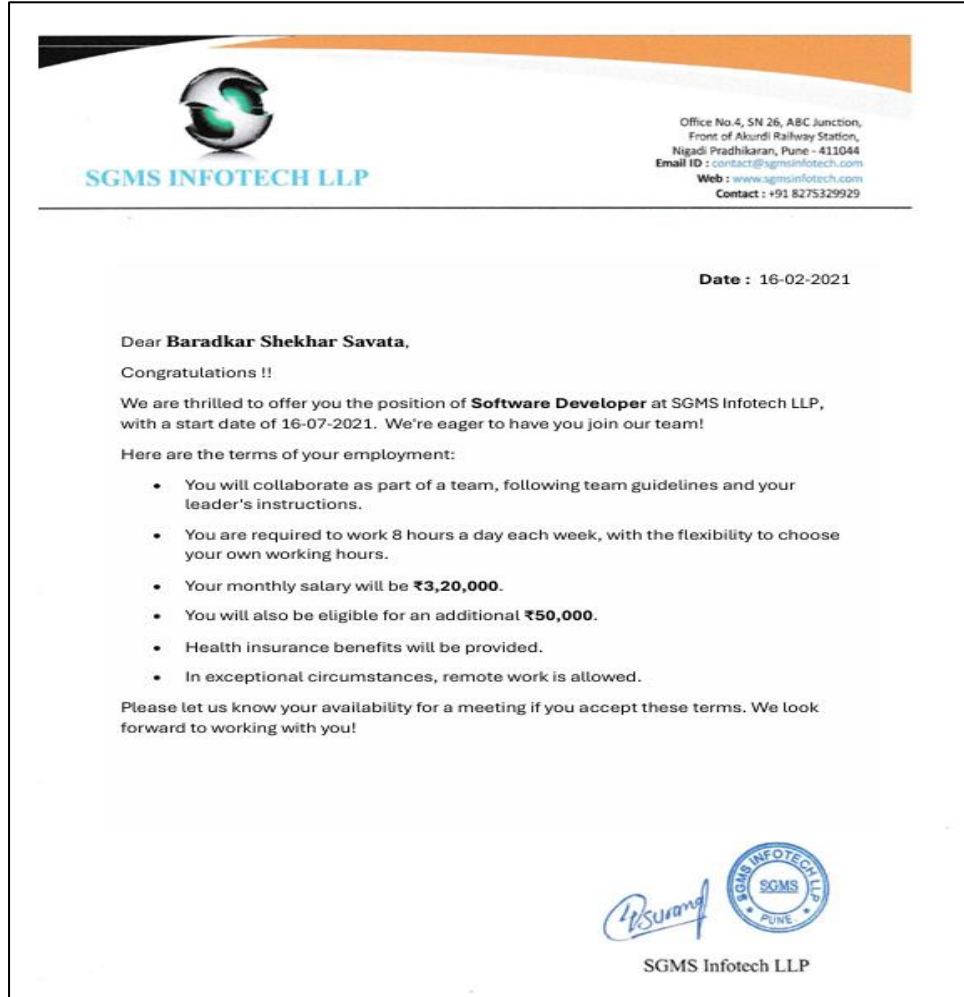 SGMS INFOTECH LLP
Office No.4, SN 26, ABC Junction,
Front of Akurdi Railway Station,
Nigadi Pradhikaran, Pune - 411044
Email ID : contact@sgmsinfotech.com
Web : www.sgmsinfotech.com
Contact : +91 8275329929
Date : 16-02-2021
Dear Baradkar Shekhar Savata,
Congratulations !!
We are thrilled to offer you the position of Software Developer at SGMS Infotech LLP,
with a start date of 16-07-2021. We're eager to have you join our team!
Here are the terms of your employment:
• You will collaborate as part of a team, following team guidelines and your
leader's instructions.
• You are required to work 8 hours a day each week, with the flexibility to choose
your own working hours.
• Your monthly salary will be ₹3,20,000.
• You will also be eligible for an additional ₹50,000.
• Health insurance benefits will be provided.
• In exceptional circumstances, remote work is allowed.
Please let us know your availability for a meeting if you accept these terms. We look
forward to working with you!
SGMS INFOTECH LLP
SGMS
PUNE.
SGMS Infotech LLP